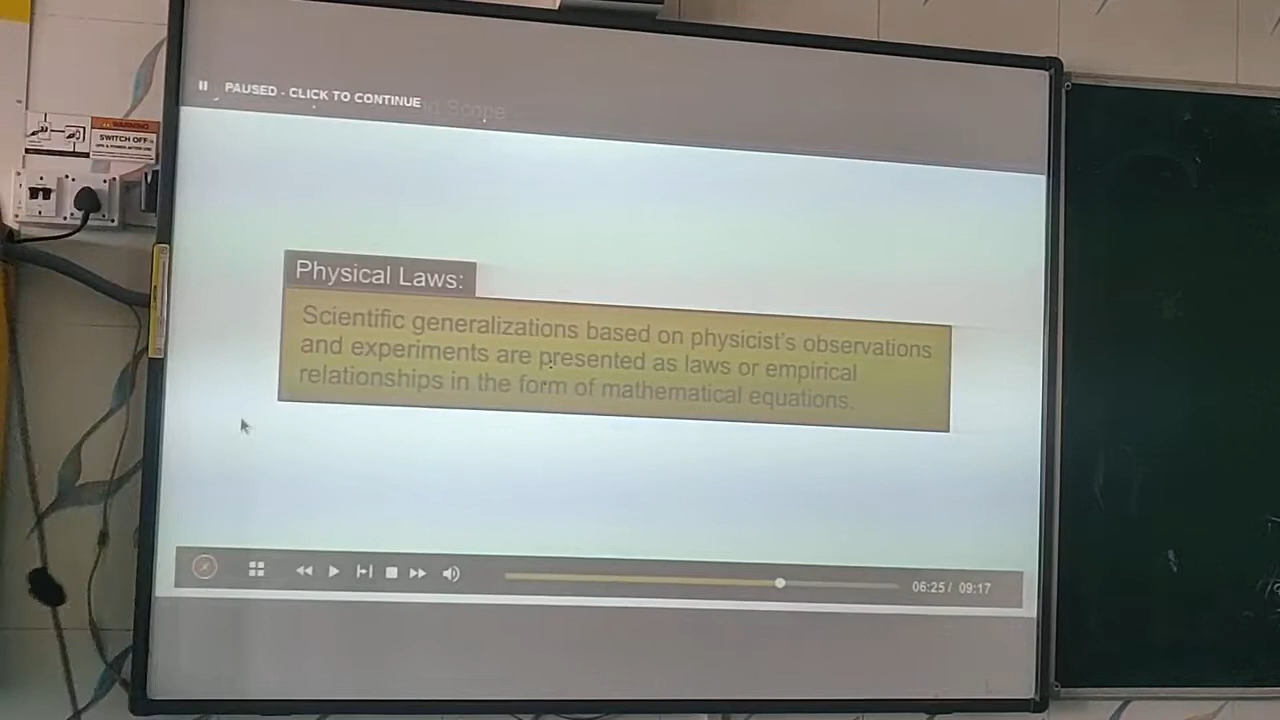 PAUSED - CLICK TO CONTINUE
Scope
WARNING
SWITCH OFF
Physical Laws:
Scientific generalizations based on physicist's observations
and experiments are presented as laws or empirical
relationships in the form of mathematical equations.
06:25 / 09:17